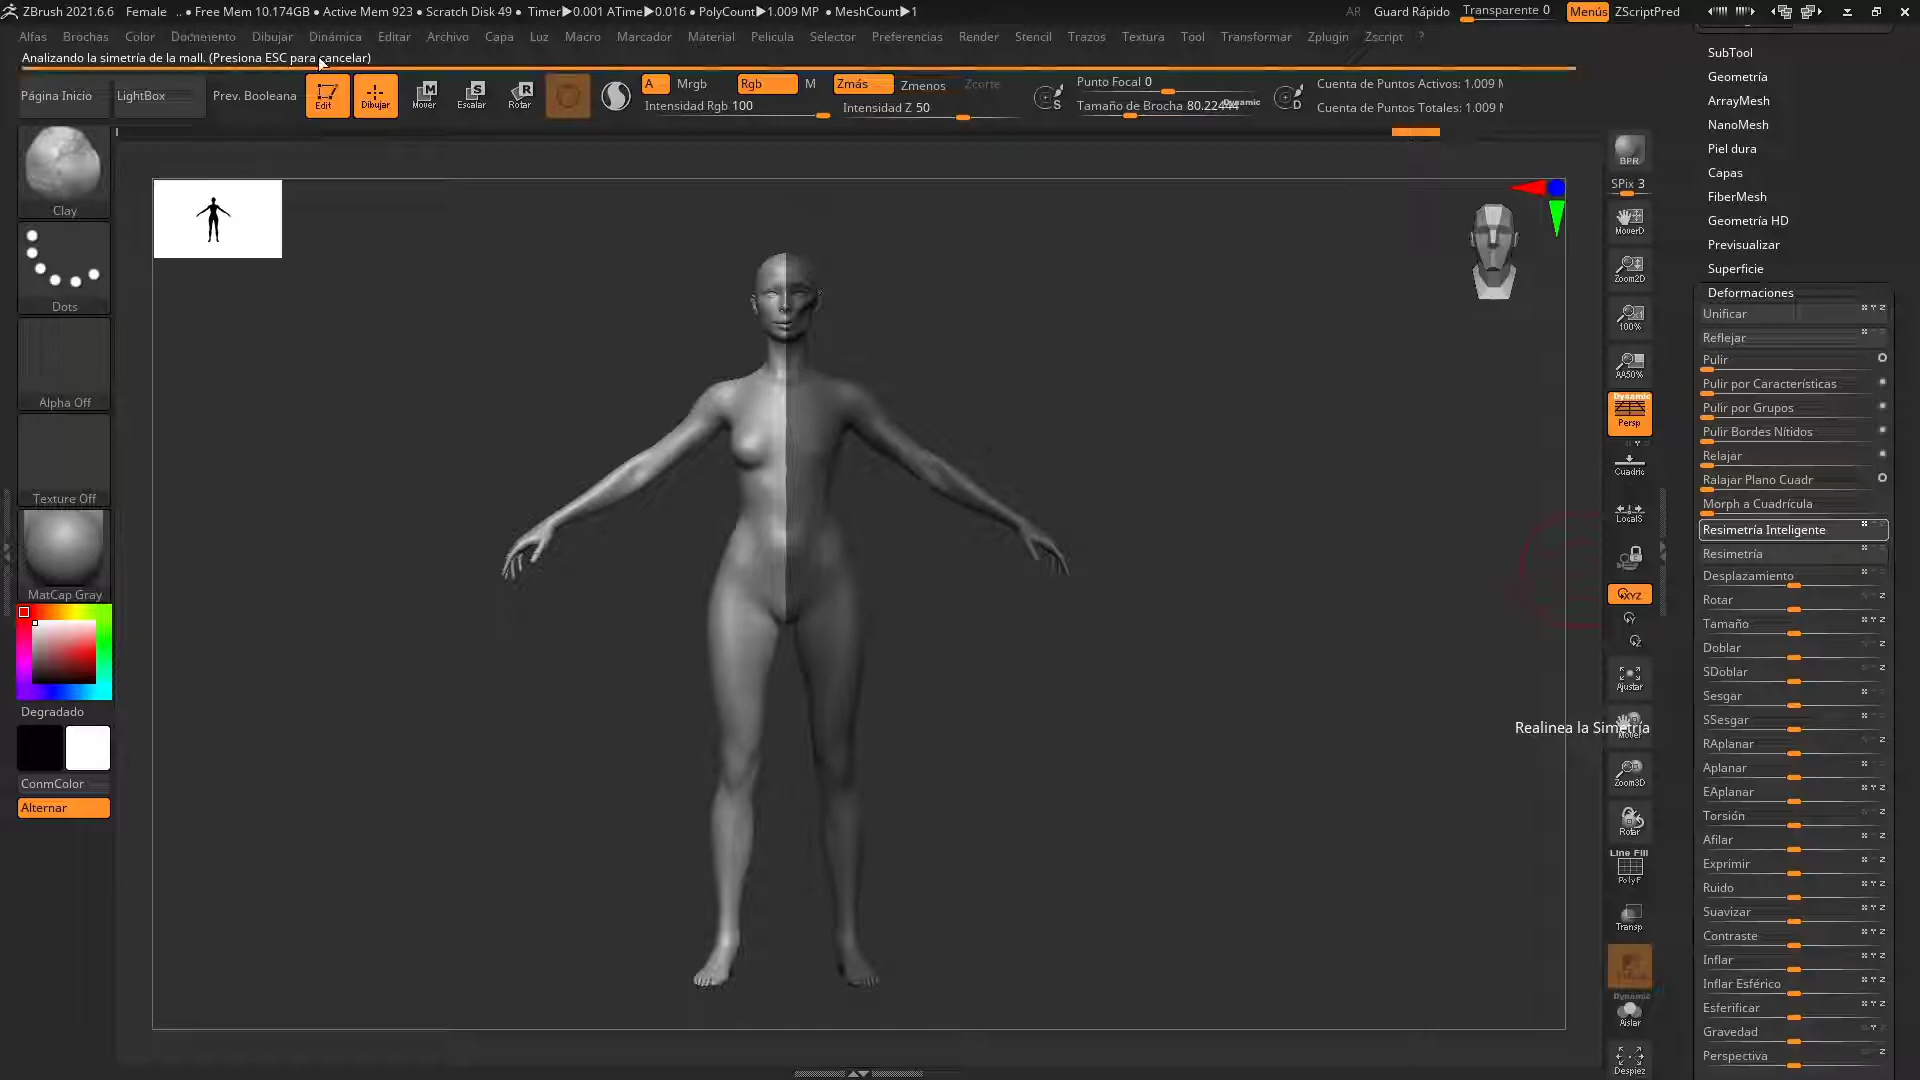 ZBrush 2021.6.6 Female .. • Free Mem 10.174GB • Active Mem 923 • Scratch Disk 49 • Timer▶0.001 ATime▶0.016 • PolyCount▶1.009 MP • MeshCount▶1
AR Guard Rápido Transparente 0 Menús ZScriptPred
Alfas Brochas Color Documento Dibujar Dinámica Editar Archivo Capa Luz Macro Marcador Material Pelicula Selector Preferencias Render Stencil Trazos Textura Tool Transformar Zplugin Zscript ?
Analizando la simetría de la mall. (Presiona ESC para cancelar)
Página Inicio LightBox Prev. Booleana Edit Dibujar Mover Escalar Rotar
A Mrgb Rgb M Zmás Zmenos Zcorte
Intensidad Rgb 100 Intensidad Z 50
Punto Focal 0
Tamaño de Brocha 80.22444 Dynamic
S
D
Cuenta de Puntos Activos: 1.009 M
Cuenta de Puntos Totales: 1.009 M
Clay
Dots
Alpha Off
Texture Off
MatCap Gray
Degradado
ConmColor
Alternar
BPR
SPix 3
MoverD
Zoom2D
100%
AA50%
Dynamic
Persp
Cuadric
LocalS
XYZ
Y
Z
Ajustar
Mover
Realinea la Simetría
Zoom3D
Rotar
Line Fill
PolyF
Transp
Dynamic
Aislar
Despiez
SubTool
Geometría
ArrayMesh
NanoMesh
Piel dura
Capas
FiberMesh
Geometría HD
Previsualizar
Superficie
Deformaciones
Unificar
Reflejar
Pulir
Pulir por Características
Pulir por Grupos
Pulir Bordes Nítidos
Relajar
Ralajar Plano Cuadr
Morph a Cuadrícula
Resimetría Inteligente
Resimetría
Desplazamiento
Rotar
Tamaño
Doblar
SDoblar
Sesgar
SSesgar
RAplanar
Aplanar
EAplanar
Torsión
Afilar
Exprimir
Ruido
Suavizar
Contraste
Inflar
Inflar Esférico
Esferificar
Gravedad
Perspectiva